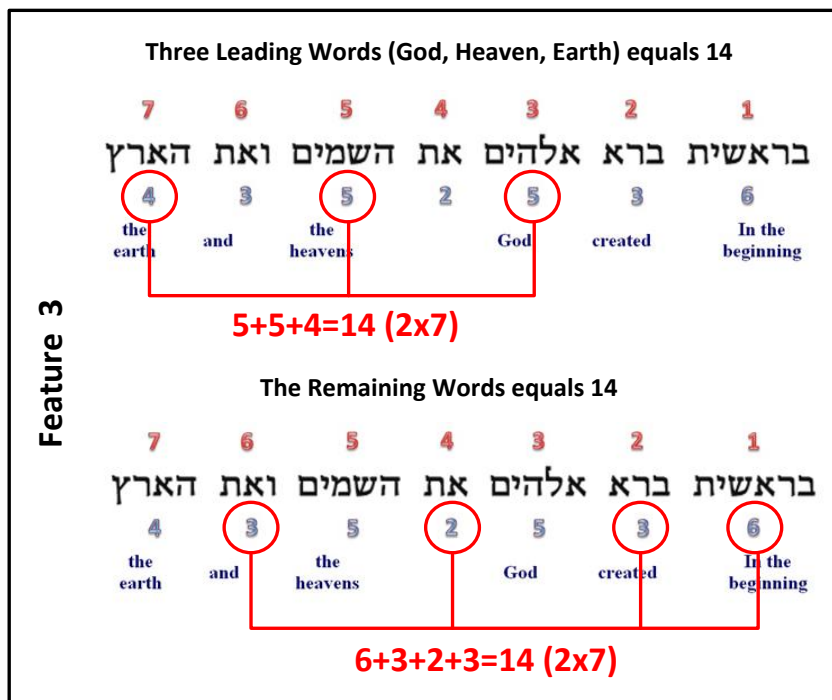 Feature 3
Three Leading Words (God, Heaven, Earth) equals 14
7 6 5 4 3 2 1
בראשית ברא אלהים את השמים ואת הארץ
4 3 5 2 5 3 6
the the In the
earth and heavens God created beginning
5+5+4=14 (2x7)
The Remaining Words equals 14
7 6 5 4 3 2 1
בראשית ברא אלהים את השמים ואת הארץ
4 3 5 2 5 3 6
the the In the
earth and heavens God created beginning
6+3+2+3=14 (2x7)